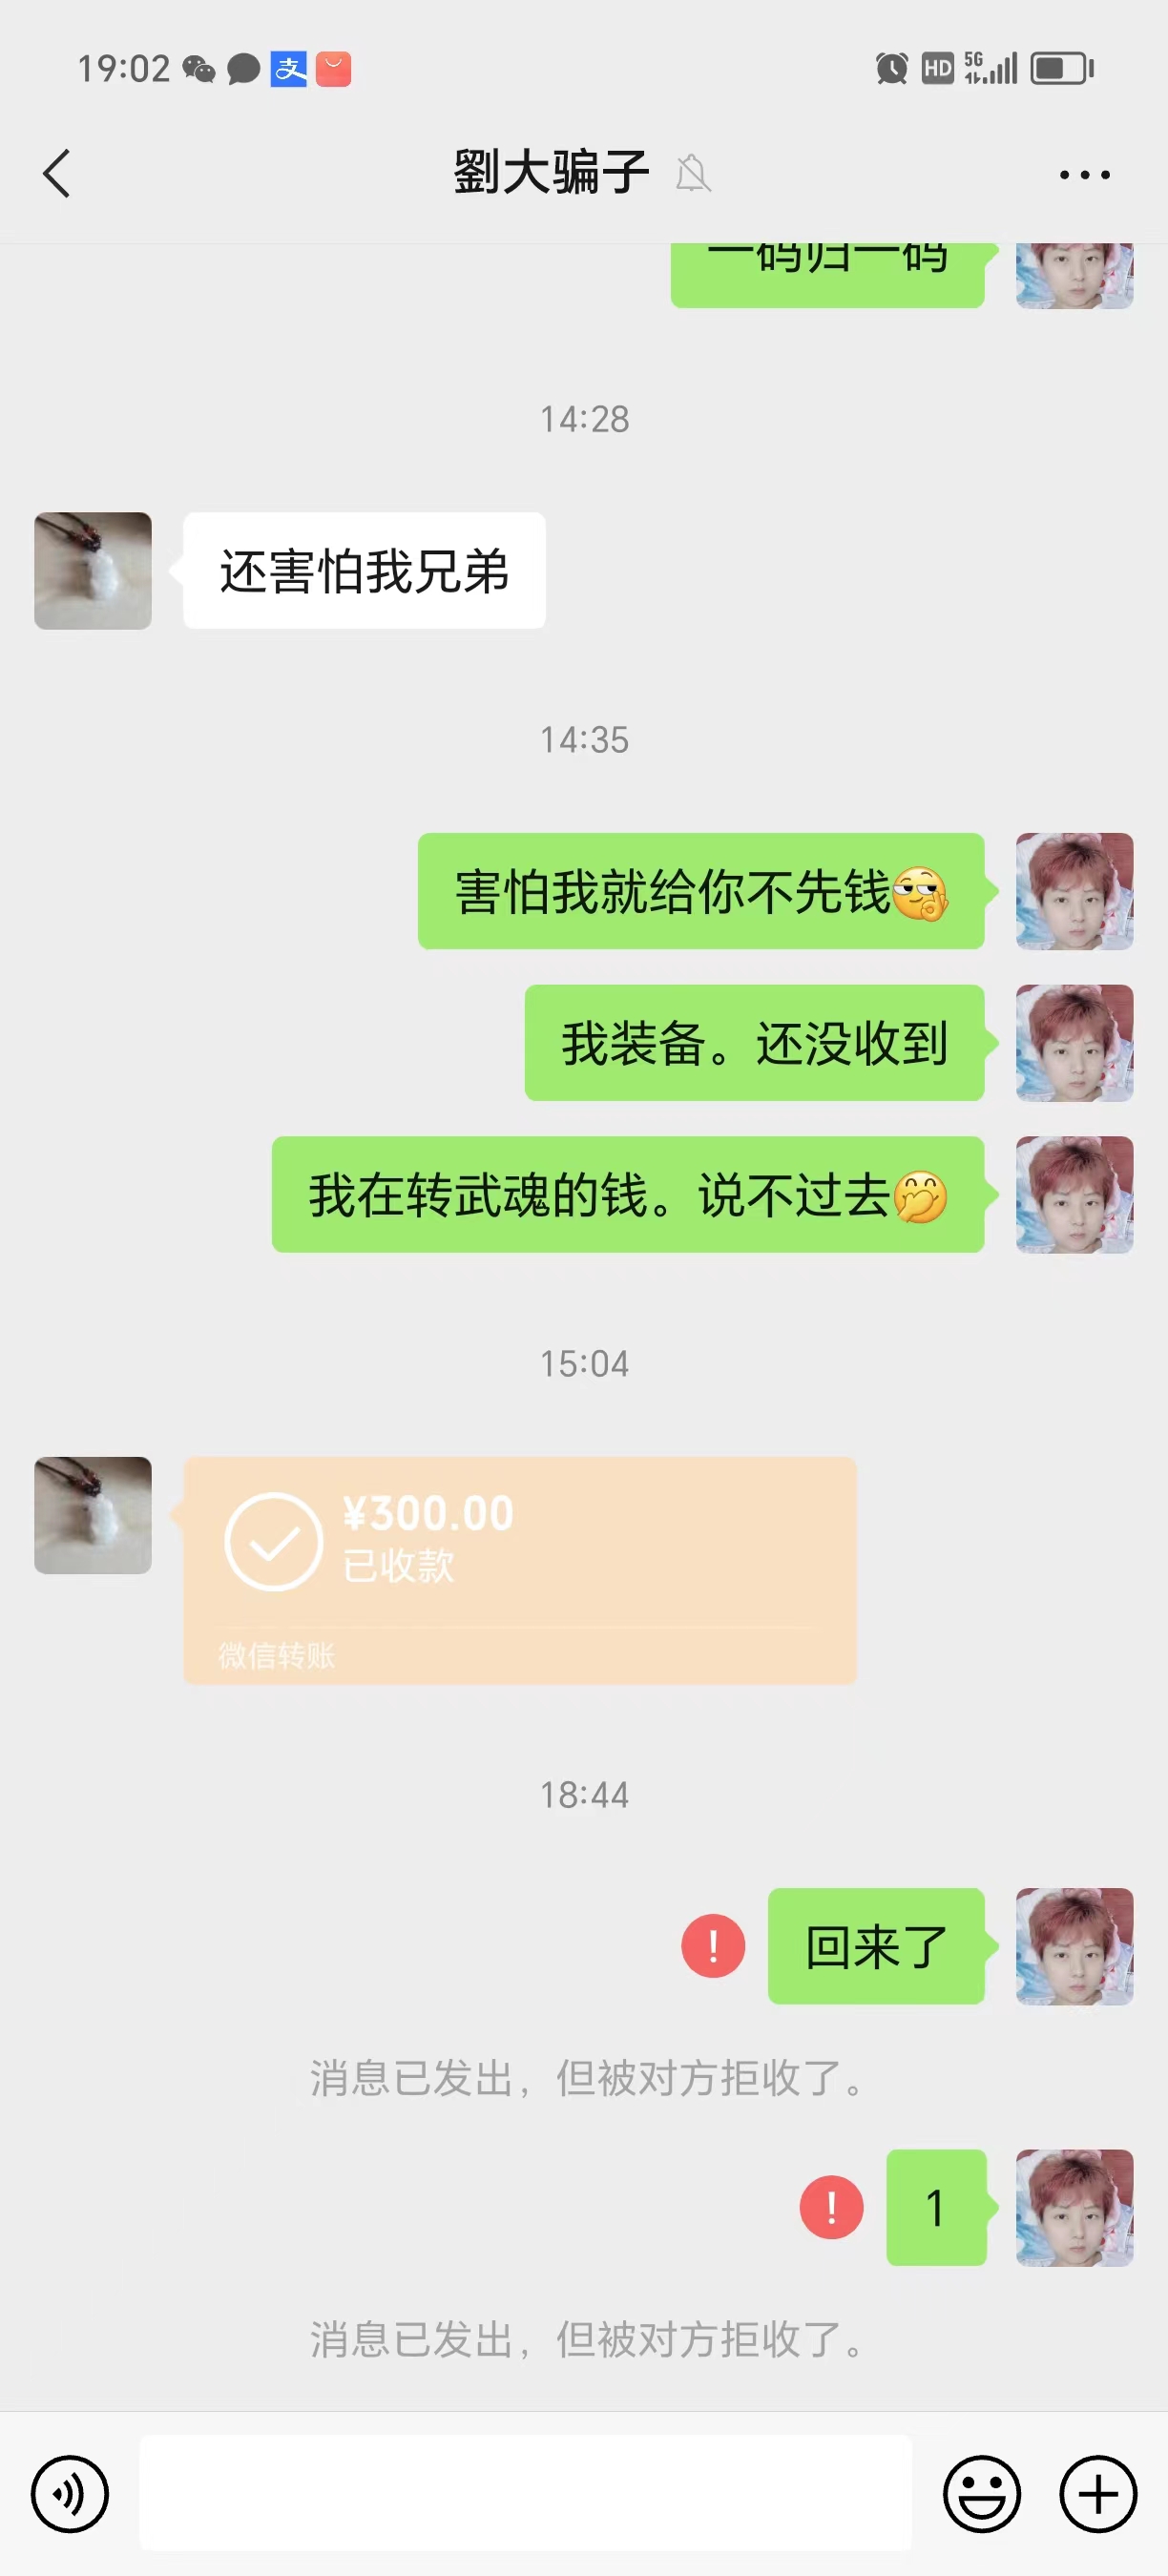 19:02
支
HD
5G
劉大骗子
一码归一码
14:28
还害怕我兄弟
14:35
害怕我就给你不先钱
我装备。还没收到
我在转武魂的钱。说不过去
15:04
¥300.00
已收款
微信转账
18:44
!
回来了
消息已发出，但被对方拒收了。
!
1
消息已发出，但被对方拒收了。